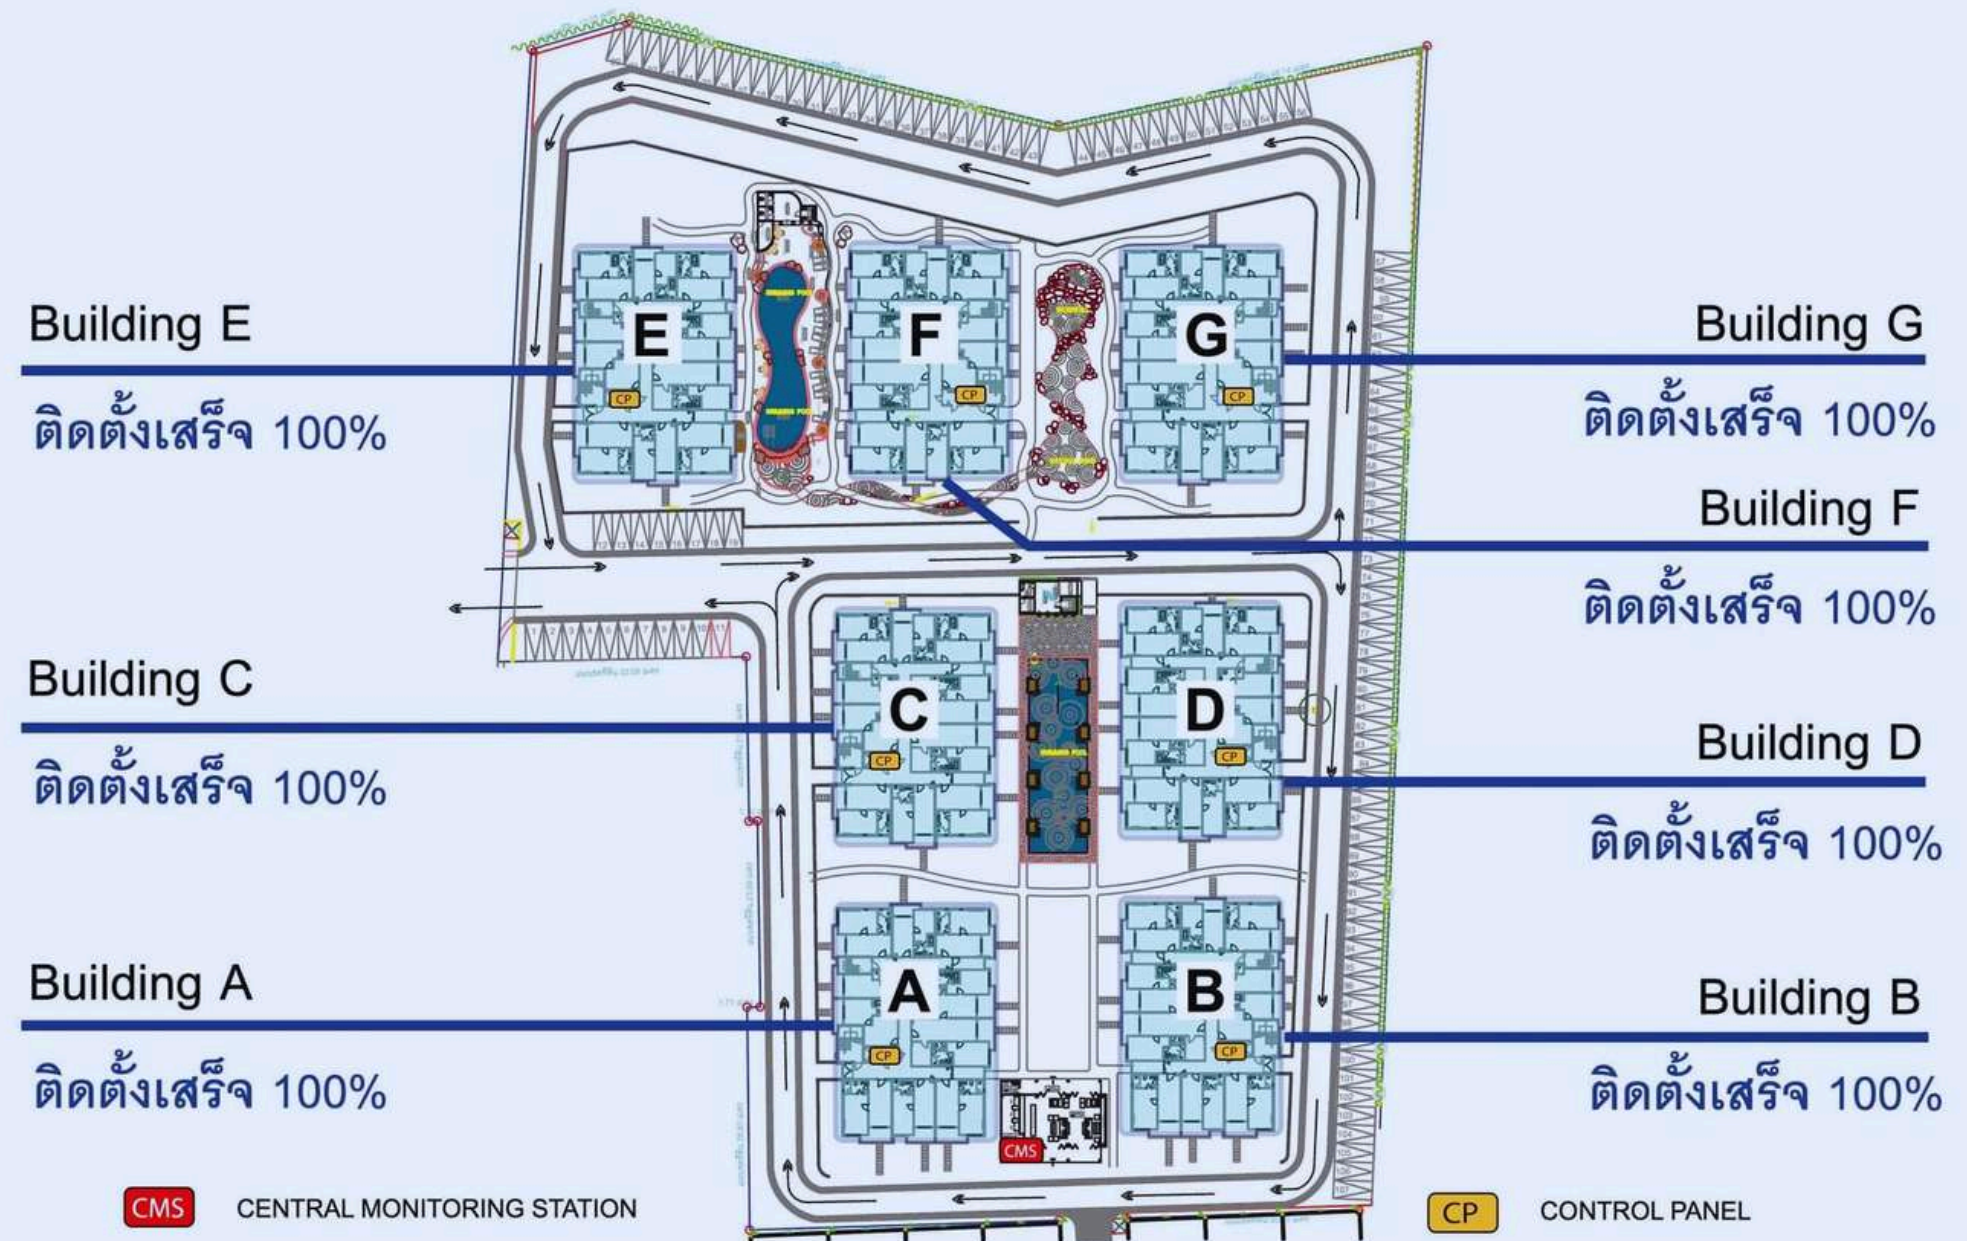 Building E
ติดตั้งเสร็จ 100%
Building G
ติดตั้งเสร็จ 100%
Building F
ติดตั้งเสร็จ 100%
Building C
ติดตั้งเสร็จ 100%
Building D
ติดตั้งเสร็จ 100%
Building A
ติดตั้งเสร็จ 100%
Building B
ติดตั้งเสร็จ 100%
E
F
G
CP
CP
CP
C
D
CP
CP
A
B
CP
CP
CMS
CMS CENTRAL MONITORING STATION
CP CONTROL PANEL